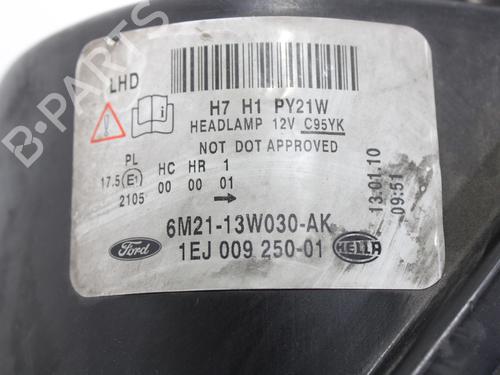 B-PARTS
LHD
H7 H1 PY21W
HEADLAMP 12V C95YK
NOT DOT APPROVED
PL HC HR 1
17.5 E1 00 00 01
2105
13.01.10
09:51
6M21-13W030-AK
Ford 1EJ 009 250-01 HELLA